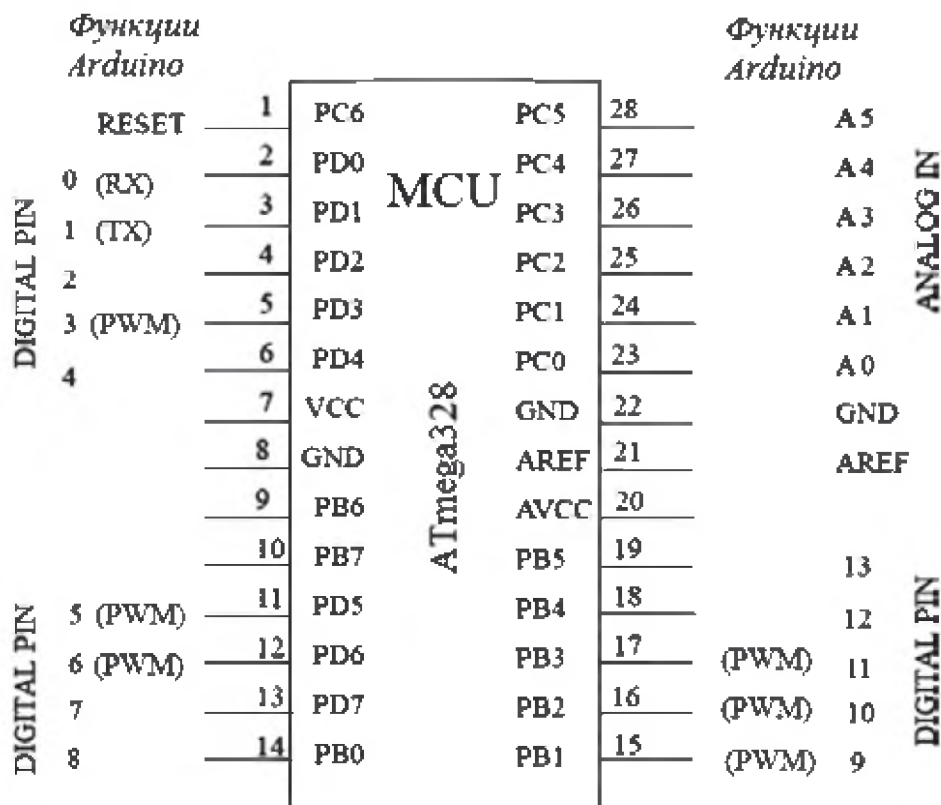 Функции
Arduino
Функции
Arduino
RESET 1 PC6 PC5 28 A5
0 (RX) 2 PD0 PC4 27 A4
1 (TX) 3 PD1 PC3 26 A3
2 4 PD2 PC2 25 A2
3 (PWM) 5 PD3 PC1 24 A1
4 6 PD4 PC0 23 A0
7 VCC GND 22 GND
8 GND AREF 21 AREF
9 PB6 AVCC 20
10 PB7 PB5 19 13
5 (PWM) 11 PD5 PB4 18 12
6 (PWM) 12 PD6 PB3 17 (PWM) 11
7 13 PD7 PB2 16 (PWM) 10
8 14 PB0 PB1 15 (PWM) 9
MCU
ATmega328
DIGITAL PIN
DIGITAL PIN
ANALOG IN
DIGITAL PIN